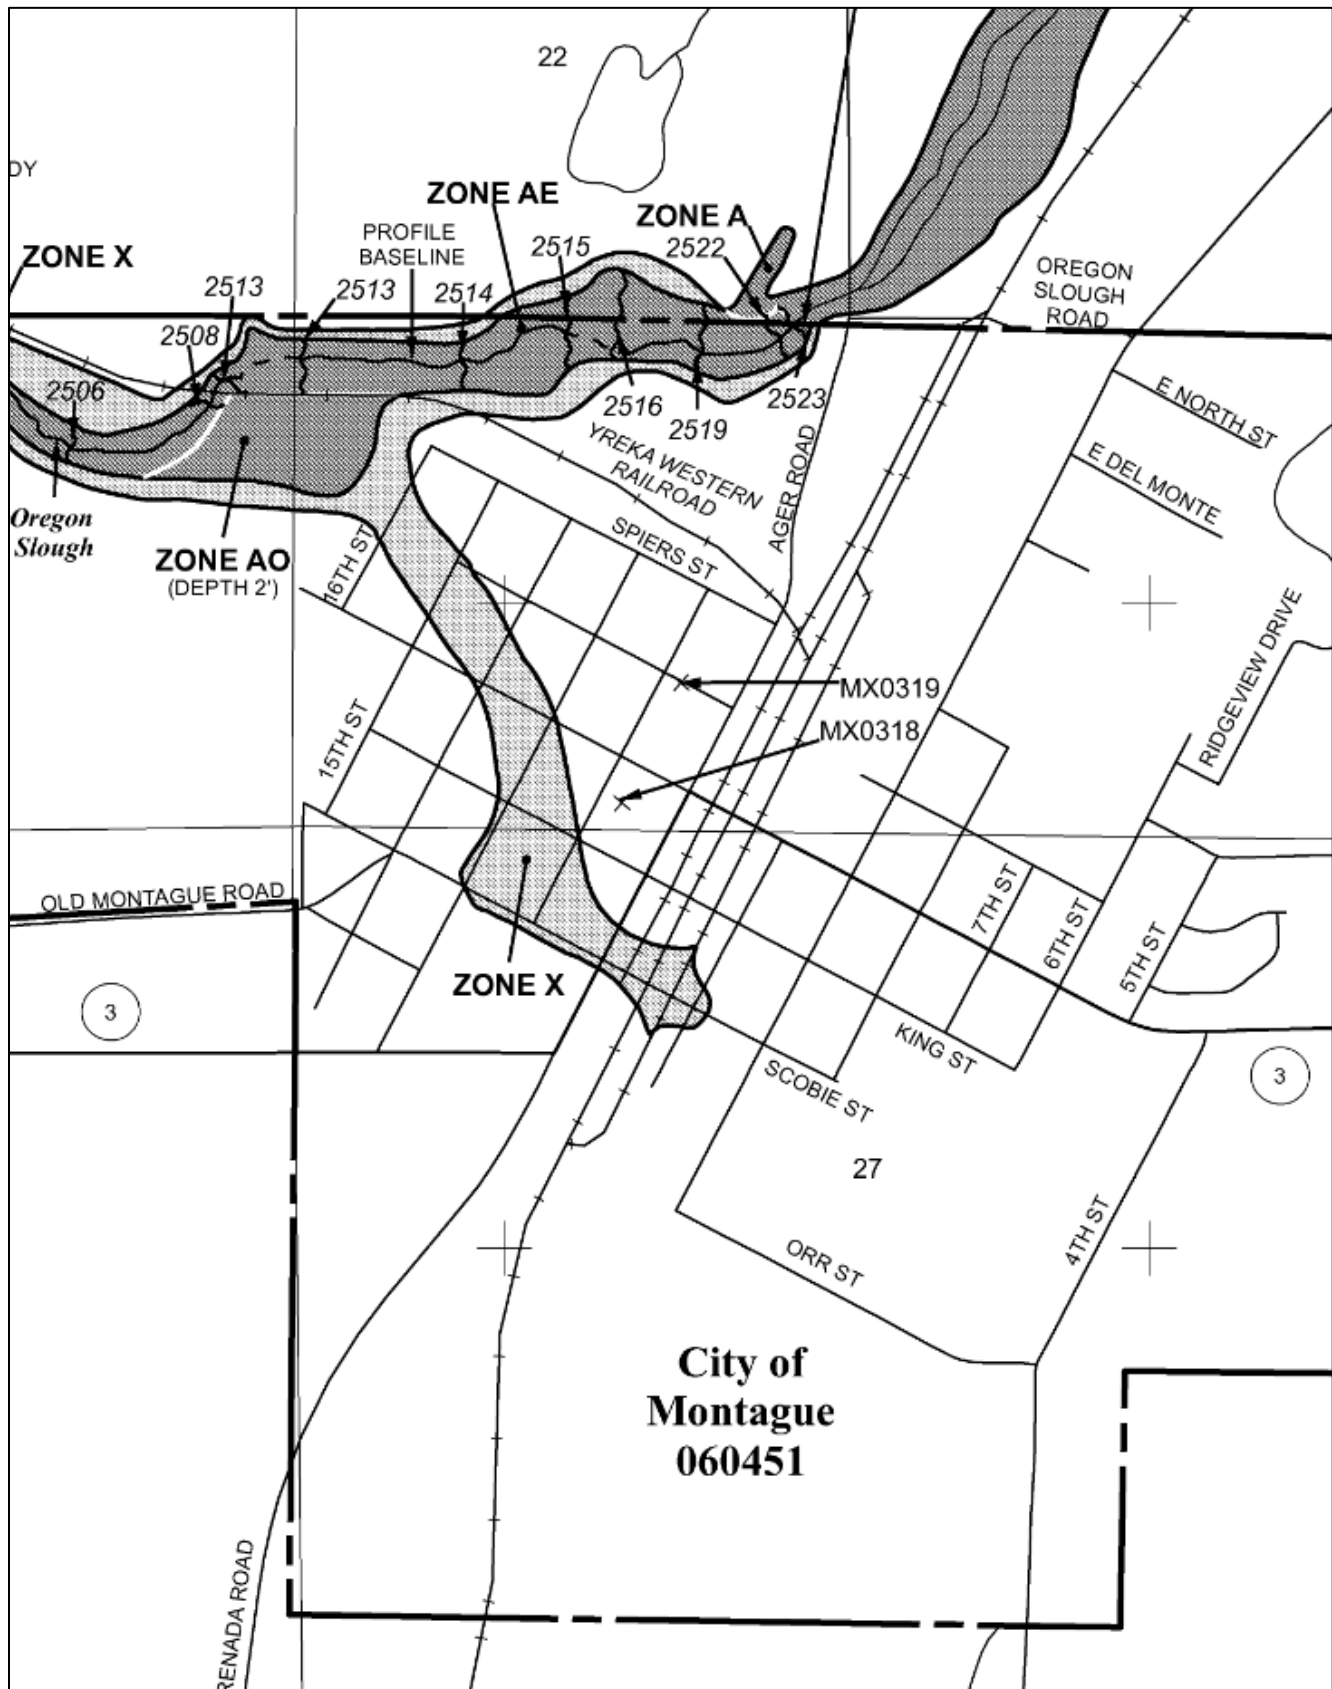 22
DY
ZONE AE
ZONE A
PROFILE
BASELINE
2515
2522
ZONE X
2513
2513
2514
OREGON
SLOUGH
ROAD
2508
2506
2516
2523
2519
E NORTH ST
E DEL MONTE
YREKA WESTERN
RAILROAD
AGER ROAD
Oregon
Slough
ZONE AO
(DEPTH 2')
16TH ST
SPIERS ST
RIDGEVIEW DRIVE
MX0319
MX0318
15TH ST
OLD MONTAGUE ROAD
7TH ST
6TH ST
5TH ST
ZONE X
3
KING ST
SCOBIE ST
3
27
4TH ST
ORR ST
City of
Montague
060451
RENADA ROAD